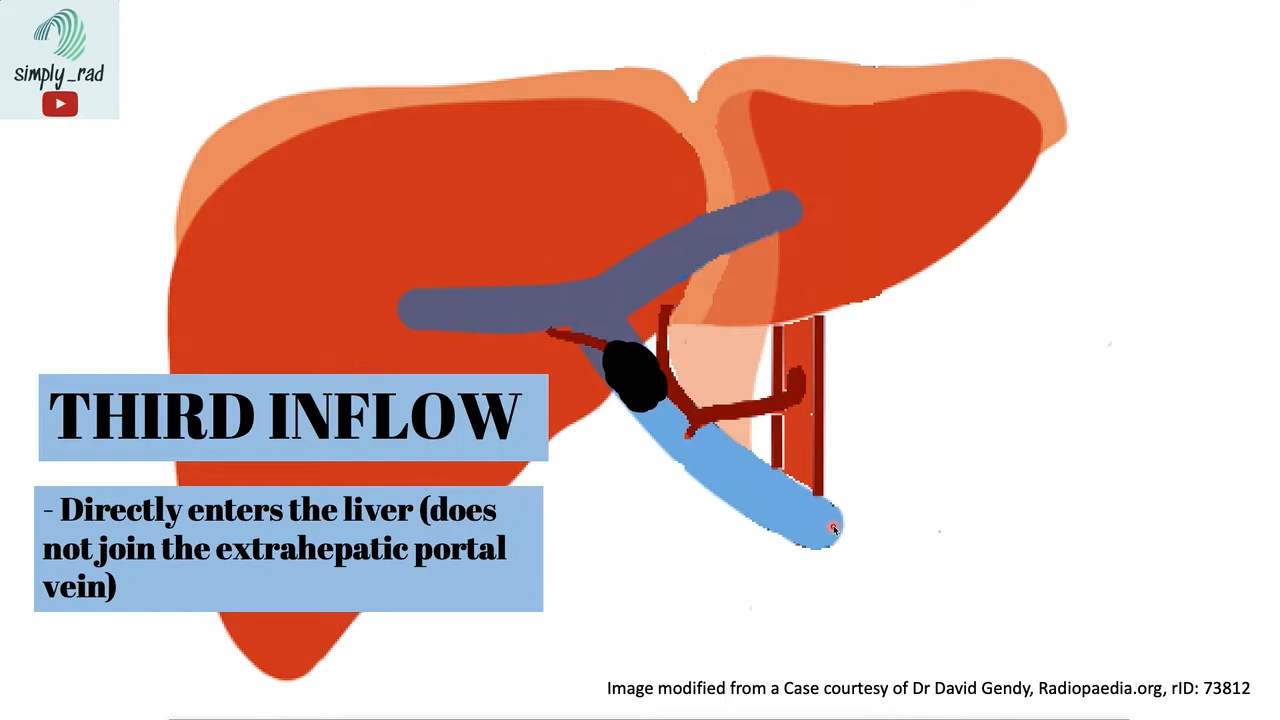 simply_rad
THIRD INFLOW
- Directly enters the liver (does
not join the extrahepatic portal
vein)
Image modified from a Case courtesy of Dr David Gendy, Radiopaedia.org, rID: 73812